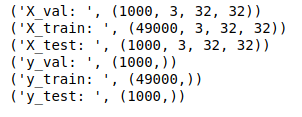 ('X_val: ', (1000, 3, 32, 32))
('X_train: ', (49000, 3, 32, 32))
('X_test: ', (1000, 3, 32, 32))
('y_val: ', (1000,))
('y_train: ', (49000,))
('y_test: ', (1000,))